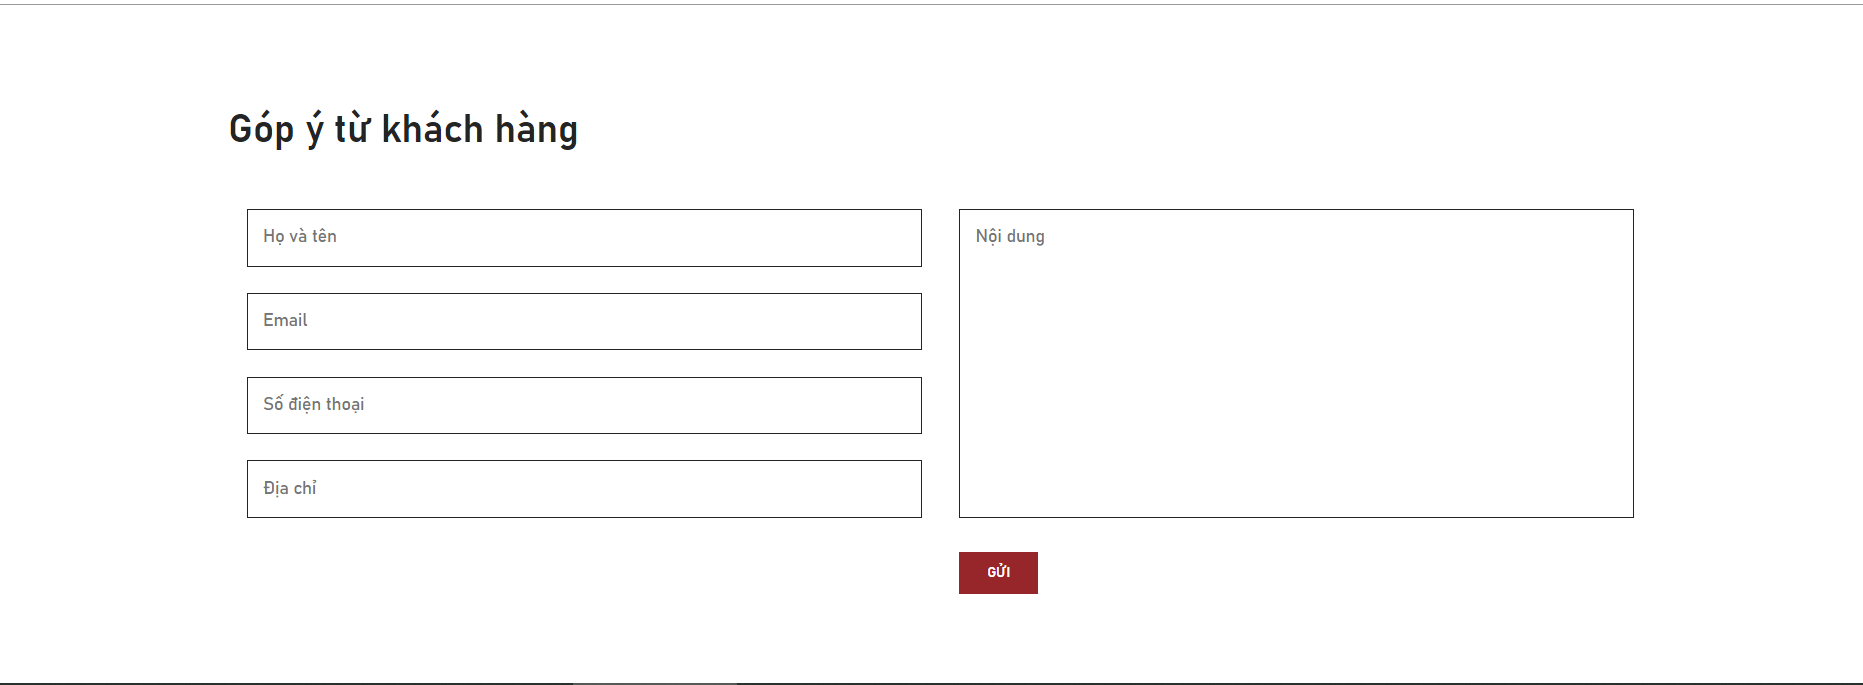 Góp ý từ khách hàng
Họ và tên
Email
Số điện thoại
Địa chỉ
Nội dung
GỬI